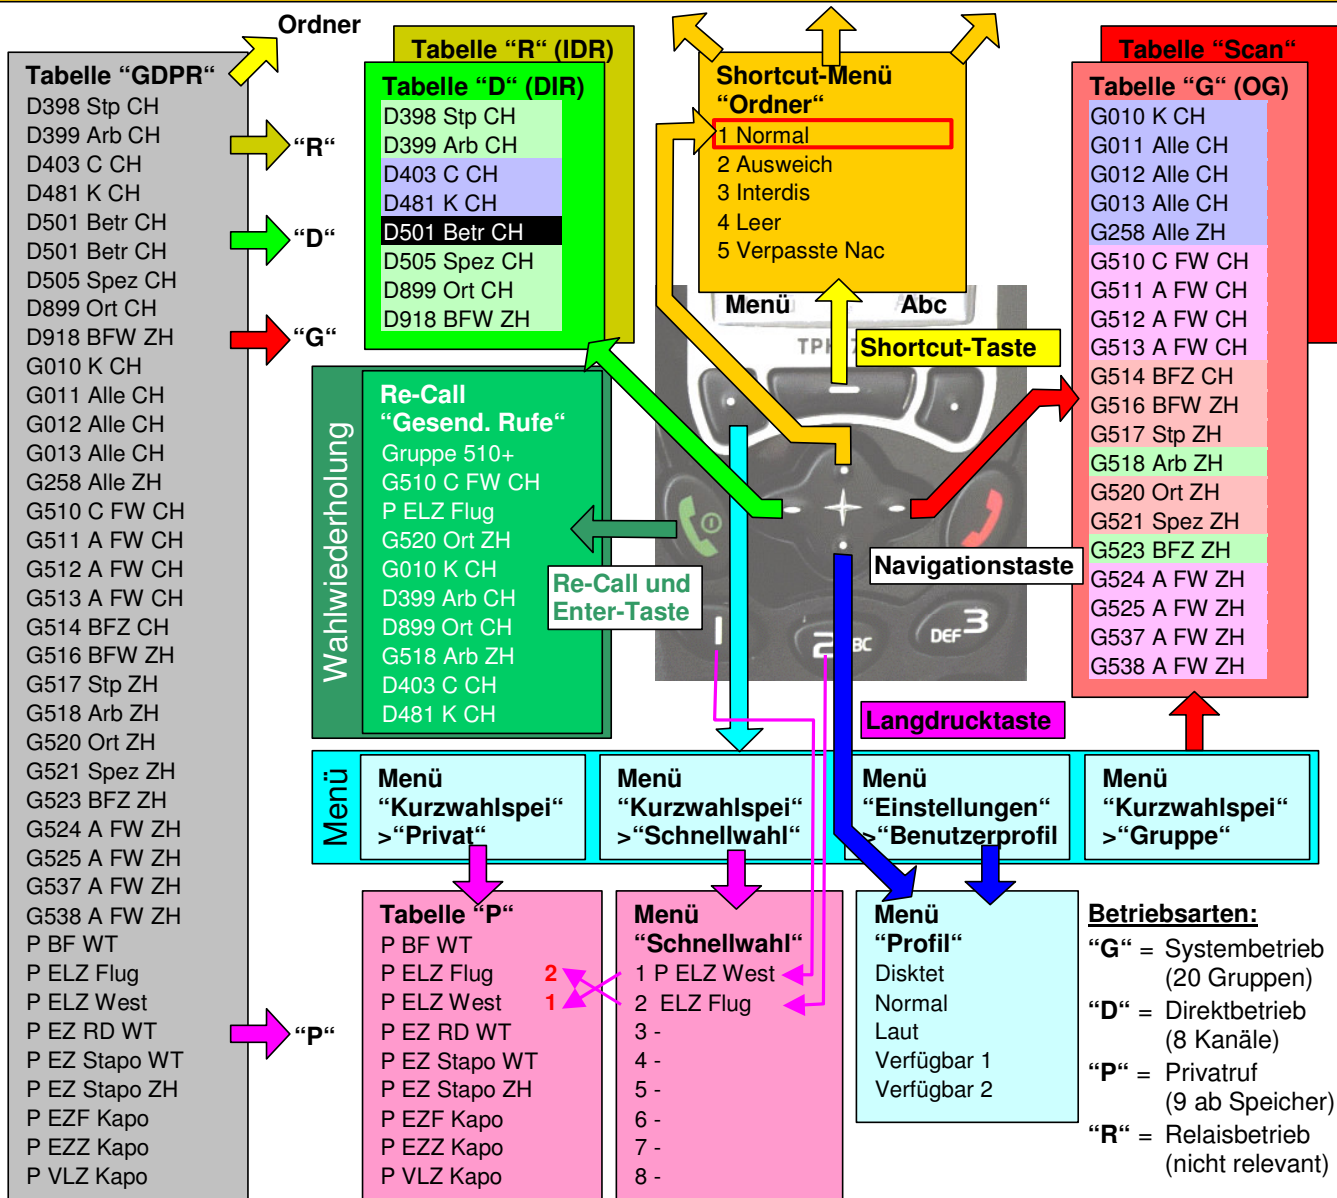 Ordner
Tabelle “GDPR“
D398 Stp CH
D399 Arb CH
D403 C CH
D481 K CH
D501 Betr CH
D501 Betr CH
D505 Spez CH
D899 Ort CH
D918 BFW ZH
G010 K CH
G011 Alle CH
G012 Alle CH
G013 Alle CH
G258 Alle ZH
G510 C FW CH
G511 A FW CH
G512 A FW CH
G513 A FW CH
G514 BFZ CH
G516 BFW ZH
G517 Stp ZH
G518 Arb ZH
G520 Ort ZH
G521 Spez ZH
G523 BFZ ZH
G524 A FW ZH
G525 A FW ZH
G537 A FW ZH
G538 A FW ZH
P BF WT
P ELZ Flug
P ELZ West
P EZ RD WT
P EZ Stapo WT
P EZ Stapo ZH
P EZF Kapo
P EZZ Kapo
P VLZ Kapo
“R“
“D“
“G“
“P“
Tabelle “R“ (IDR)
Tabelle “D“ (DIR)
D398 Stp CH
D399 Arb CH
D403 C CH
D481 K CH
D501 Betr CH
D505 Spez CH
D899 Ort CH
D918 BFW ZH
Shortcut-Menü
“Ordner“
1 Normal
2 Ausweich
3 Interdis
4 Leer
5 Verpasste Nac
Menü
Abc
TPH7
Shortcut-Taste
Tabelle “Scan“
Tabelle “G“ (OG)
G010 K CH
G011 Alle CH
G012 Alle CH
G013 Alle CH
G258 Alle ZH
G510 C FW CH
G511 A FW CH
G512 A FW CH
G513 A FW CH
G514 BFZ CH
G516 BFW ZH
G517 Stp ZH
G518 Arb ZH
G520 Ort ZH
G521 Spez ZH
G523 BFZ ZH
G524 A FW ZH
G525 A FW ZH
G537 A FW ZH
G538 A FW ZH
Wahlwiederholung
Re-Call
“Gesend. Rufe“
Gruppe 510+
G510 C FW CH
P ELZ Flug
G520 Ort ZH
G010 K CH
D399 Arb CH
D899 Ort CH
G518 Arb ZH
D403 C CH
D481 K CH
Re-Call und
Enter-Taste
Navigationstaste
1
2 BC
DEF 3
Langdrucktaste
Menü
Menü
“Kurzwahlspei“
>“Privat“
Menü
“Kurzwahlspei“
>“Schnellwahl“
Menü
“Einstellungen“
>“Benutzerprofil
Menü
“Kurzwahlspei“
>“Gruppe“
Tabelle “P“
P BF WT
P ELZ Flug 2
P ELZ West 1
P EZ RD WT
P EZ Stapo WT
P EZ Stapo ZH
P EZF Kapo
P EZZ Kapo
P VLZ Kapo
Menü
“Schnellwahl“
1 P ELZ West
2 ELZ Flug
3 -
4 -
5 -
6 -
7 -
8 -
Menü
“Profil“
Disktet
Normal
Laut
Verfügbar 1
Verfügbar 2
Betriebsarten:
“G“ = Systembetrieb
(20 Gruppen)
“D“ = Direktbetrieb
(8 Kanäle)
“P“ = Privatruf
(9 ab Speicher)
“R“ = Relaisbetrieb
(nicht relevant)